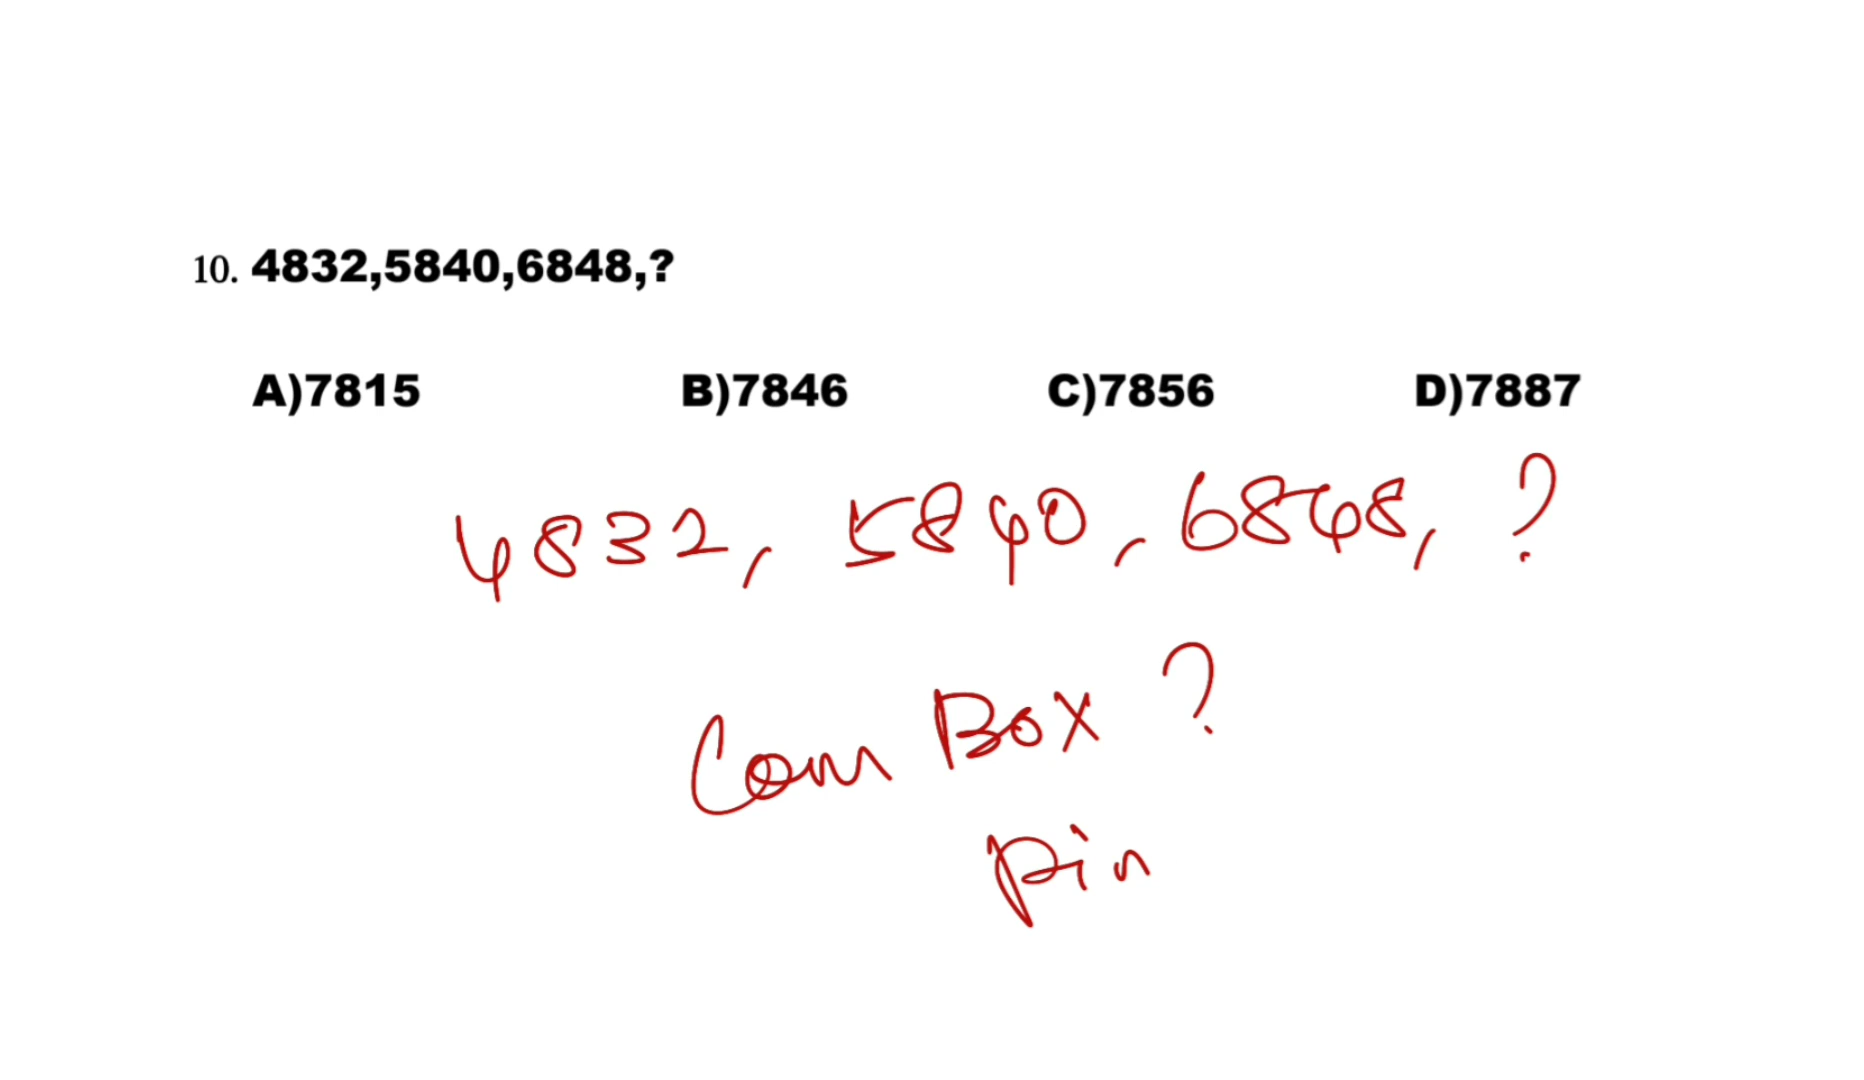 10. 4832,5840,6848,?
A)7815 B)7846 C)7856 D)7887
4832, 5840, 6848, ?
Com Box ?
Pin